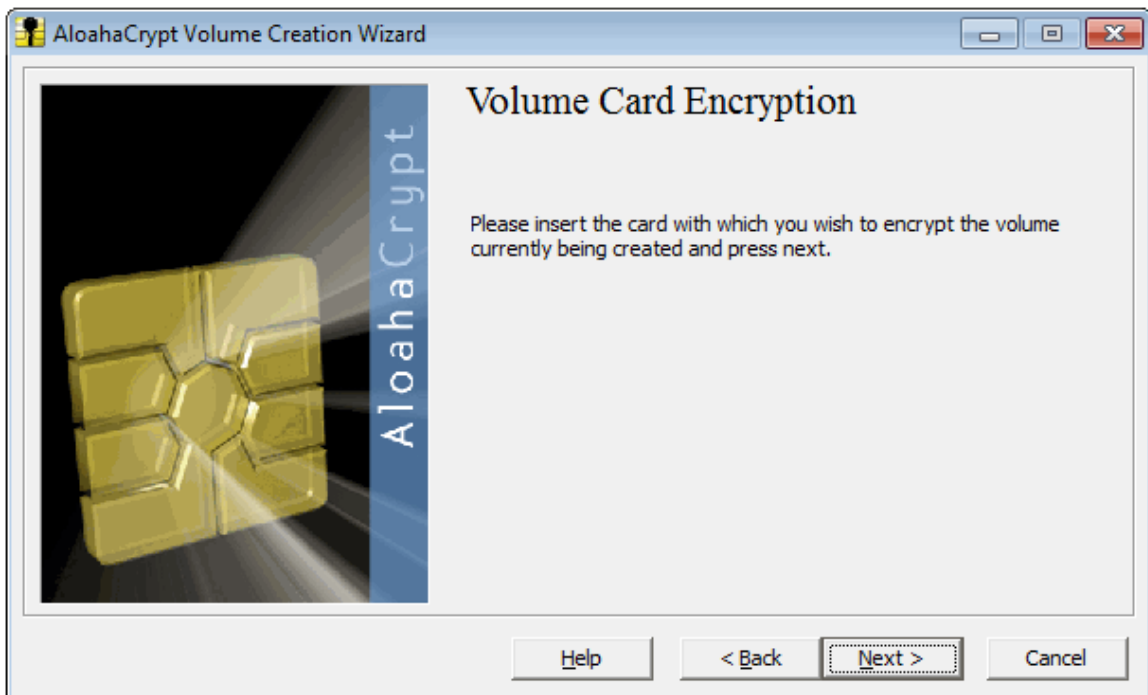 AloahaCrypt Volume Creation Wizard
Volume Card Encryption
Please insert the card with which you wish to encrypt the volume
currently being created and press next.
AloahaCrypt
Help
< Back
Next >
Cancel